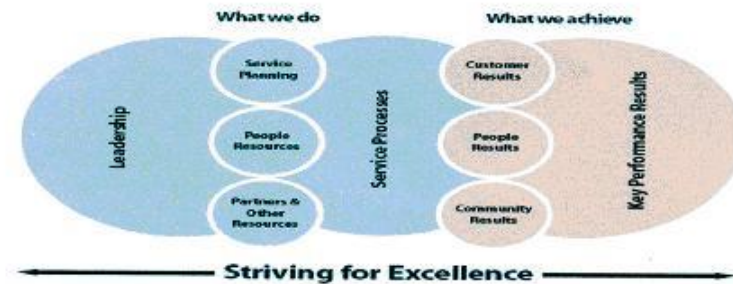 What we do
What we achieve
Leadership
Service
Planning
People
Resources
Partners &
Other
Resources
Service Processes
Customer
Results
People
Results
Community
Results
Key Performance Results
Striving for Excellence